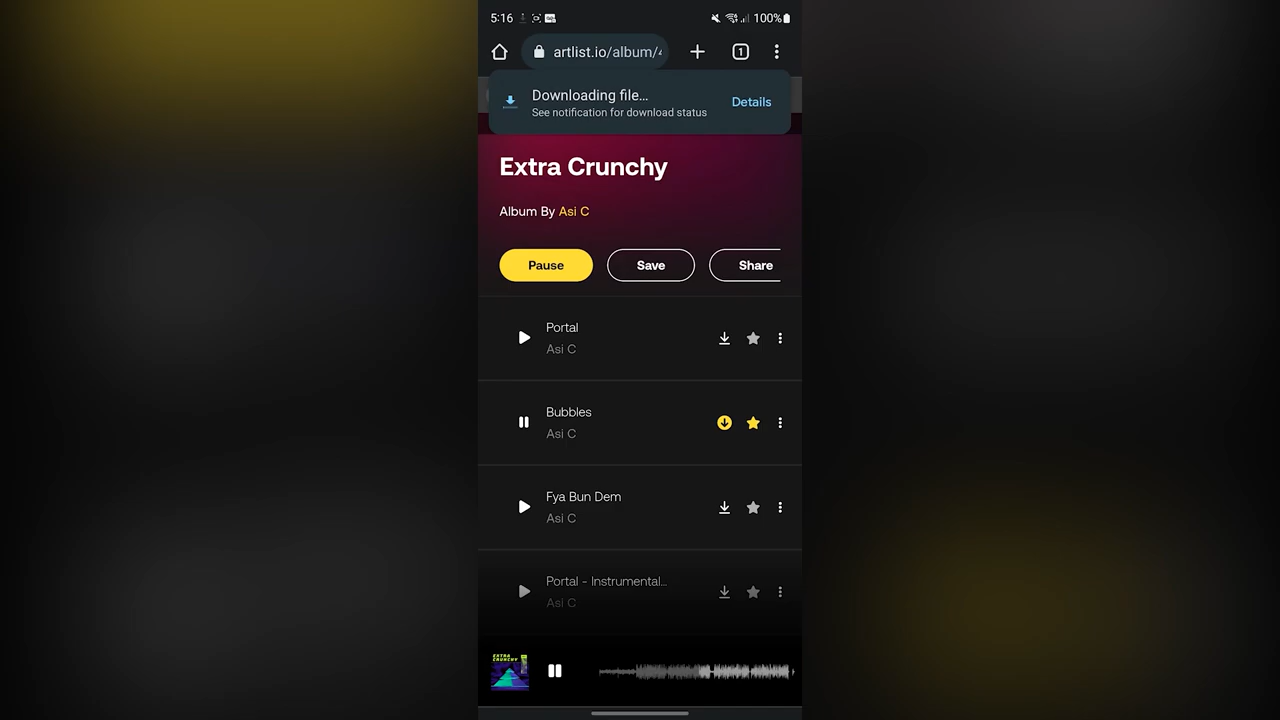 5:16
100%
artlist.io/album/4
1
Downloading file...
See notification for download status
Details
Extra Crunchy
Album By Asi C
Pause
Save
Share
Portal
Asi C
Bubbles
Asi C
Fya Bun Dem
Asi C
Portal - Instrumental...
Asi C
EXTRA
CRUNCHY